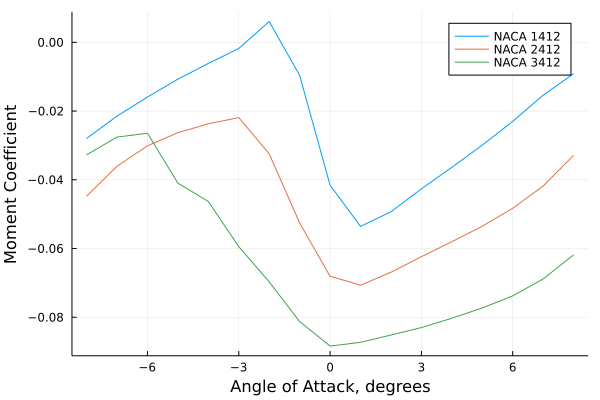 NACA 1412
NACA 2412
NACA 3412
0.00
−0.02
−0.04
−0.06
−0.08
Moment Coefficient
−6
−3
0
3
6
Angle of Attack, degrees